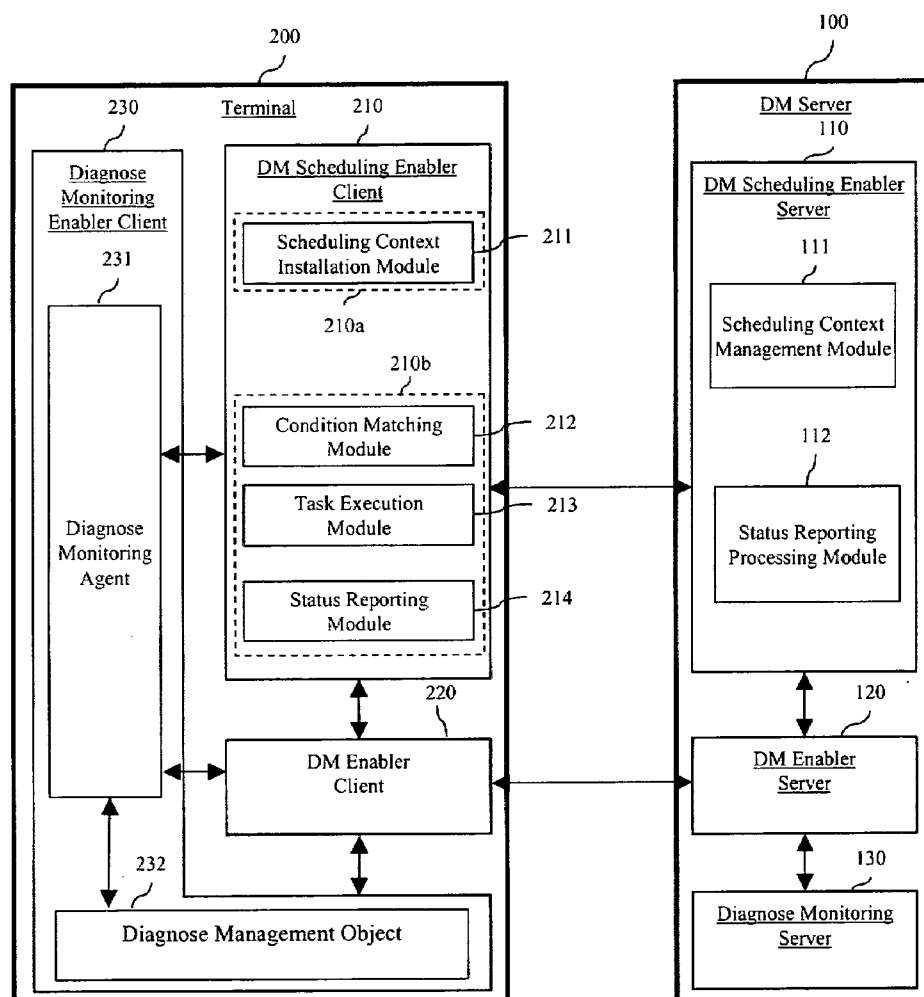 200
100
Terminal
DM Server
230
210
110
Diagnose
Monitoring
Enabler Client
DM Scheduling Enabler
Client
DM Scheduling Enabler
Server
231
Scheduling Context
Installation Module
211
210a
111
Scheduling Context
Management Module
210b
Condition Matching
Module
212
112
Task Execution
Module
213
Status Reporting
Processing Module
Diagnose
Monitoring
Agent
Status Reporting
Module
214
220
120
DM Enabler
Client
DM Enabler
Server
232
130
Diagnose Management Object
Diagnose Monitoring
Server